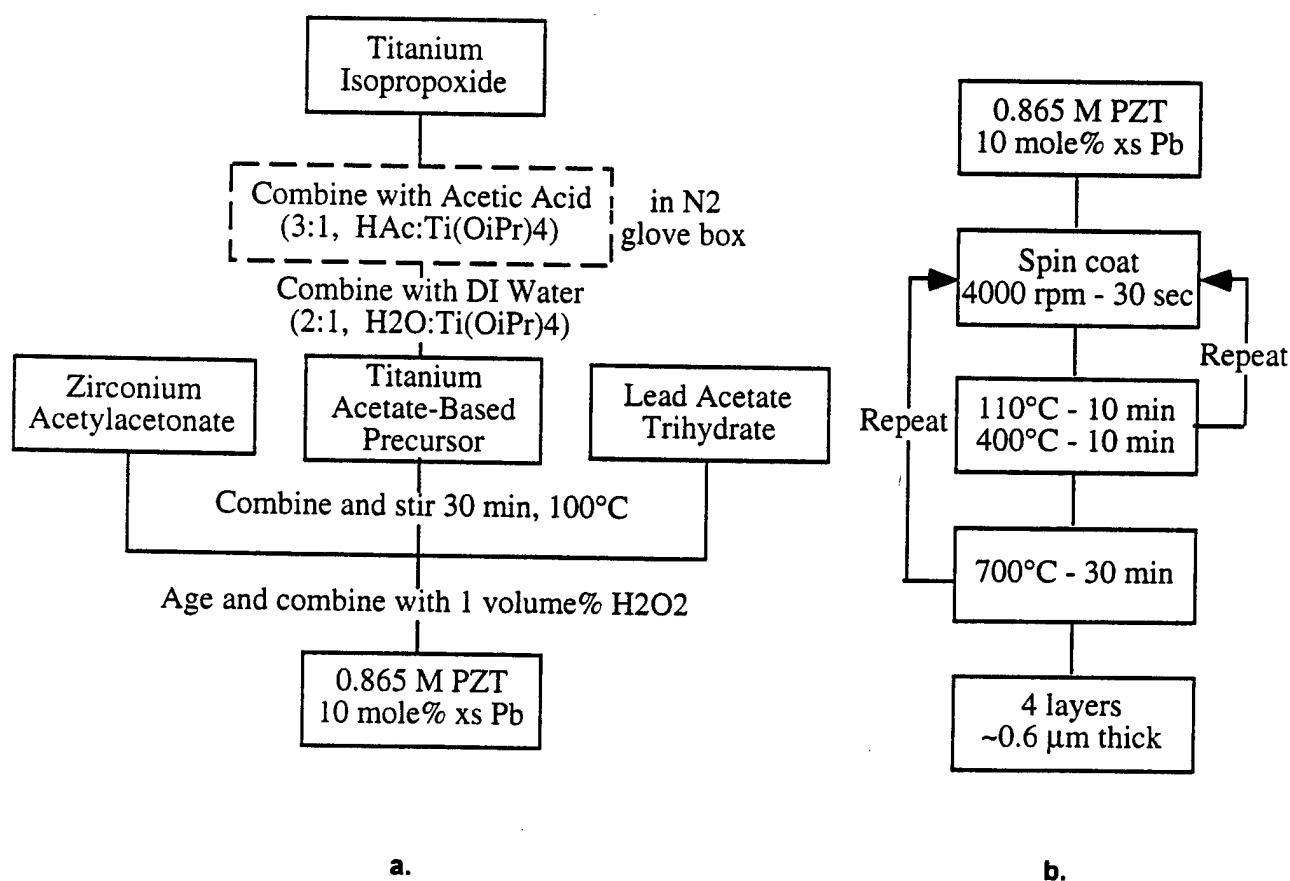 Titanium
Isopropoxide
Combine with Acetic Acid
(3:1, HAc:Ti(OiPr)4)
in N2
glove box
Combine with DI Water
(2:1, H2O:Ti(OiPr)4)
Zirconium
Acetylacetonate
Titanium
Acetate-Based
Precursor
Lead Acetate
Trihydrate
Combine and stir 30 min, 100°C
Age and combine with 1 volume% H2O2
0.865 M PZT
10 mole% xs Pb
a.
0.865 M PZT
10 mole% xs Pb
Spin coat
4000 rpm - 30 sec
Repeat
Repeat
110°C - 10 min
400°C - 10 min
700°C - 30 min
4 layers
~0.6 μm thick
b.